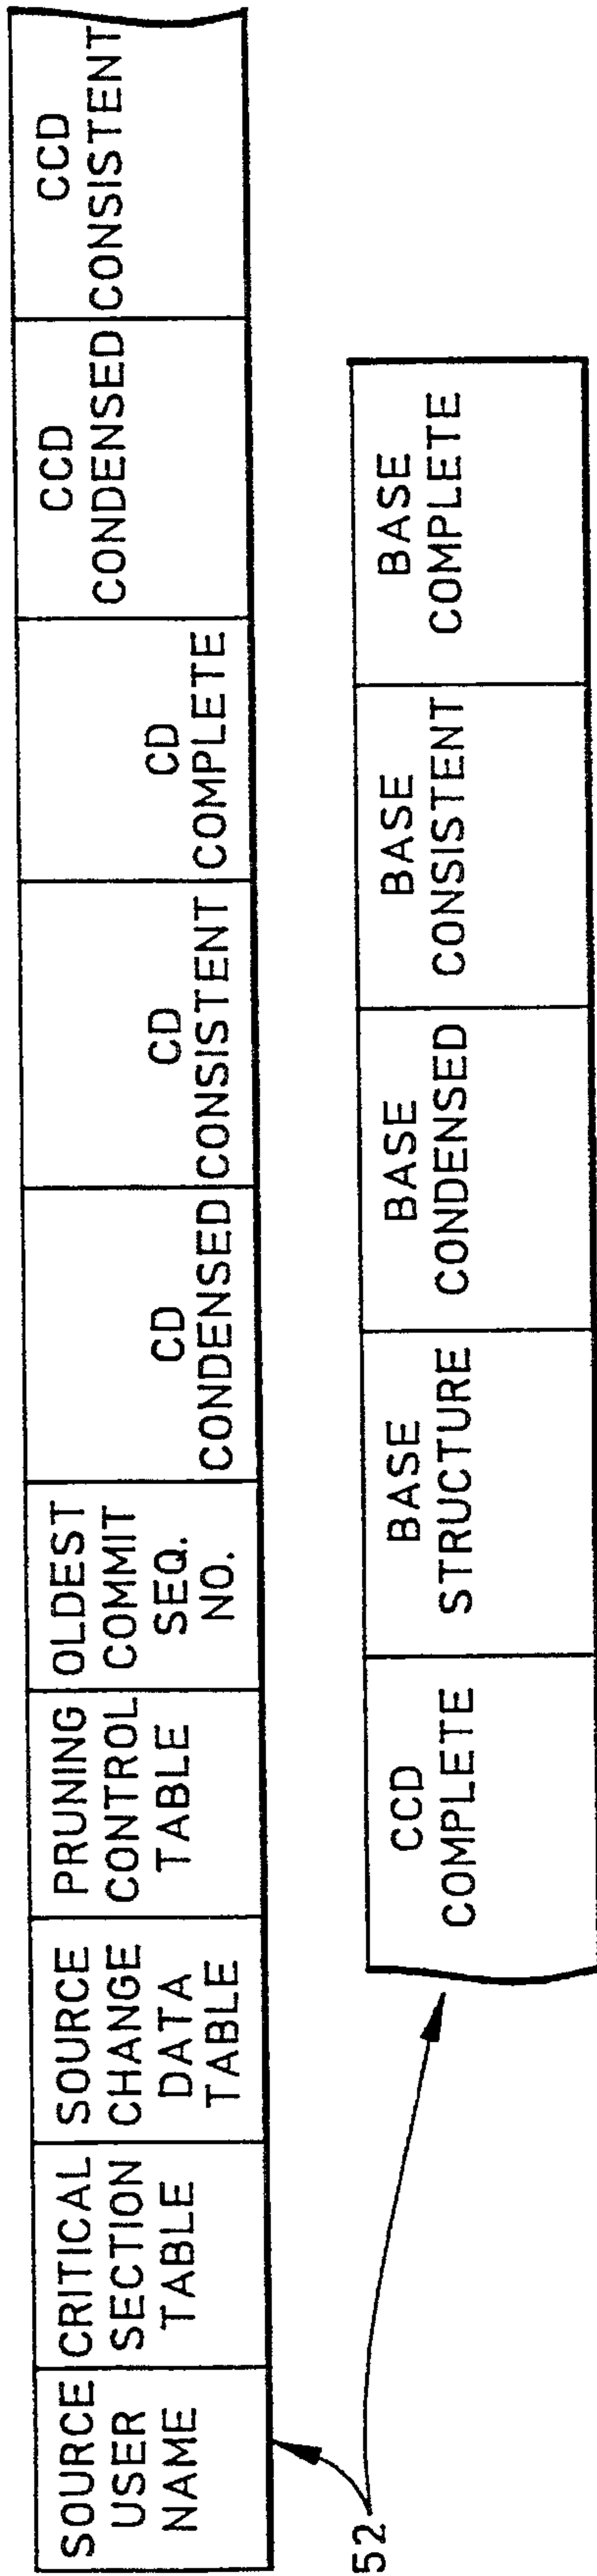 SOURCE
USER
NAME
CRITICAL
SECTION
TABLE
SOURCE
CHANGE
DATA
TABLE
PRUNING
CONTROL
TABLE
OLDEST
COMMIT
SEQ.
NO.
CD
CONDENSED
CD
CONSISTENT
CD
COMPLETE
CCD
CONDENSED
CCD
CONSISTENT
CCD
COMPLETE
BASE
STRUCTURE
BASE
CONDENSED
BASE
CONSISTENT
BASE
COMPLETE
52